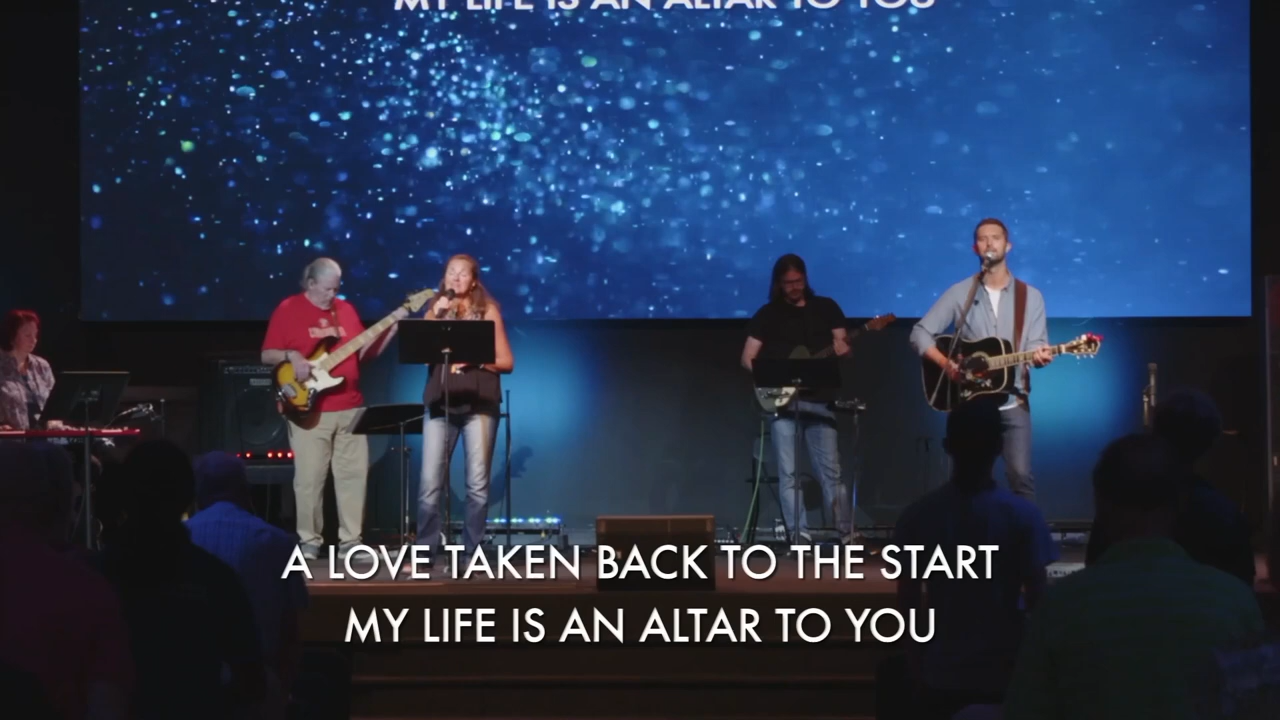 MY LIFE IS AN ALTAR TO YOU
A LOVE TAKEN BACK TO THE START
MY LIFE IS AN ALTAR TO YOU